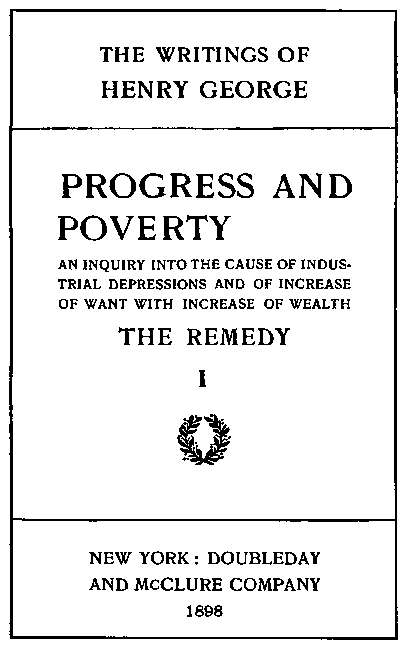 THE WRITINGS OF
HENRY GEORGE
PROGRESS AND
POVERTY
AN INQUIRY INTO THE CAUSE OF INDUS-
TRIAL DEPRESSIONS AND OF INCREASE
OF WANT WITH INCREASE OF WEALTH
THE REMEDY
I
NEW YORK: DOUBLEDAY
AND McCLURE COMPANY
1898